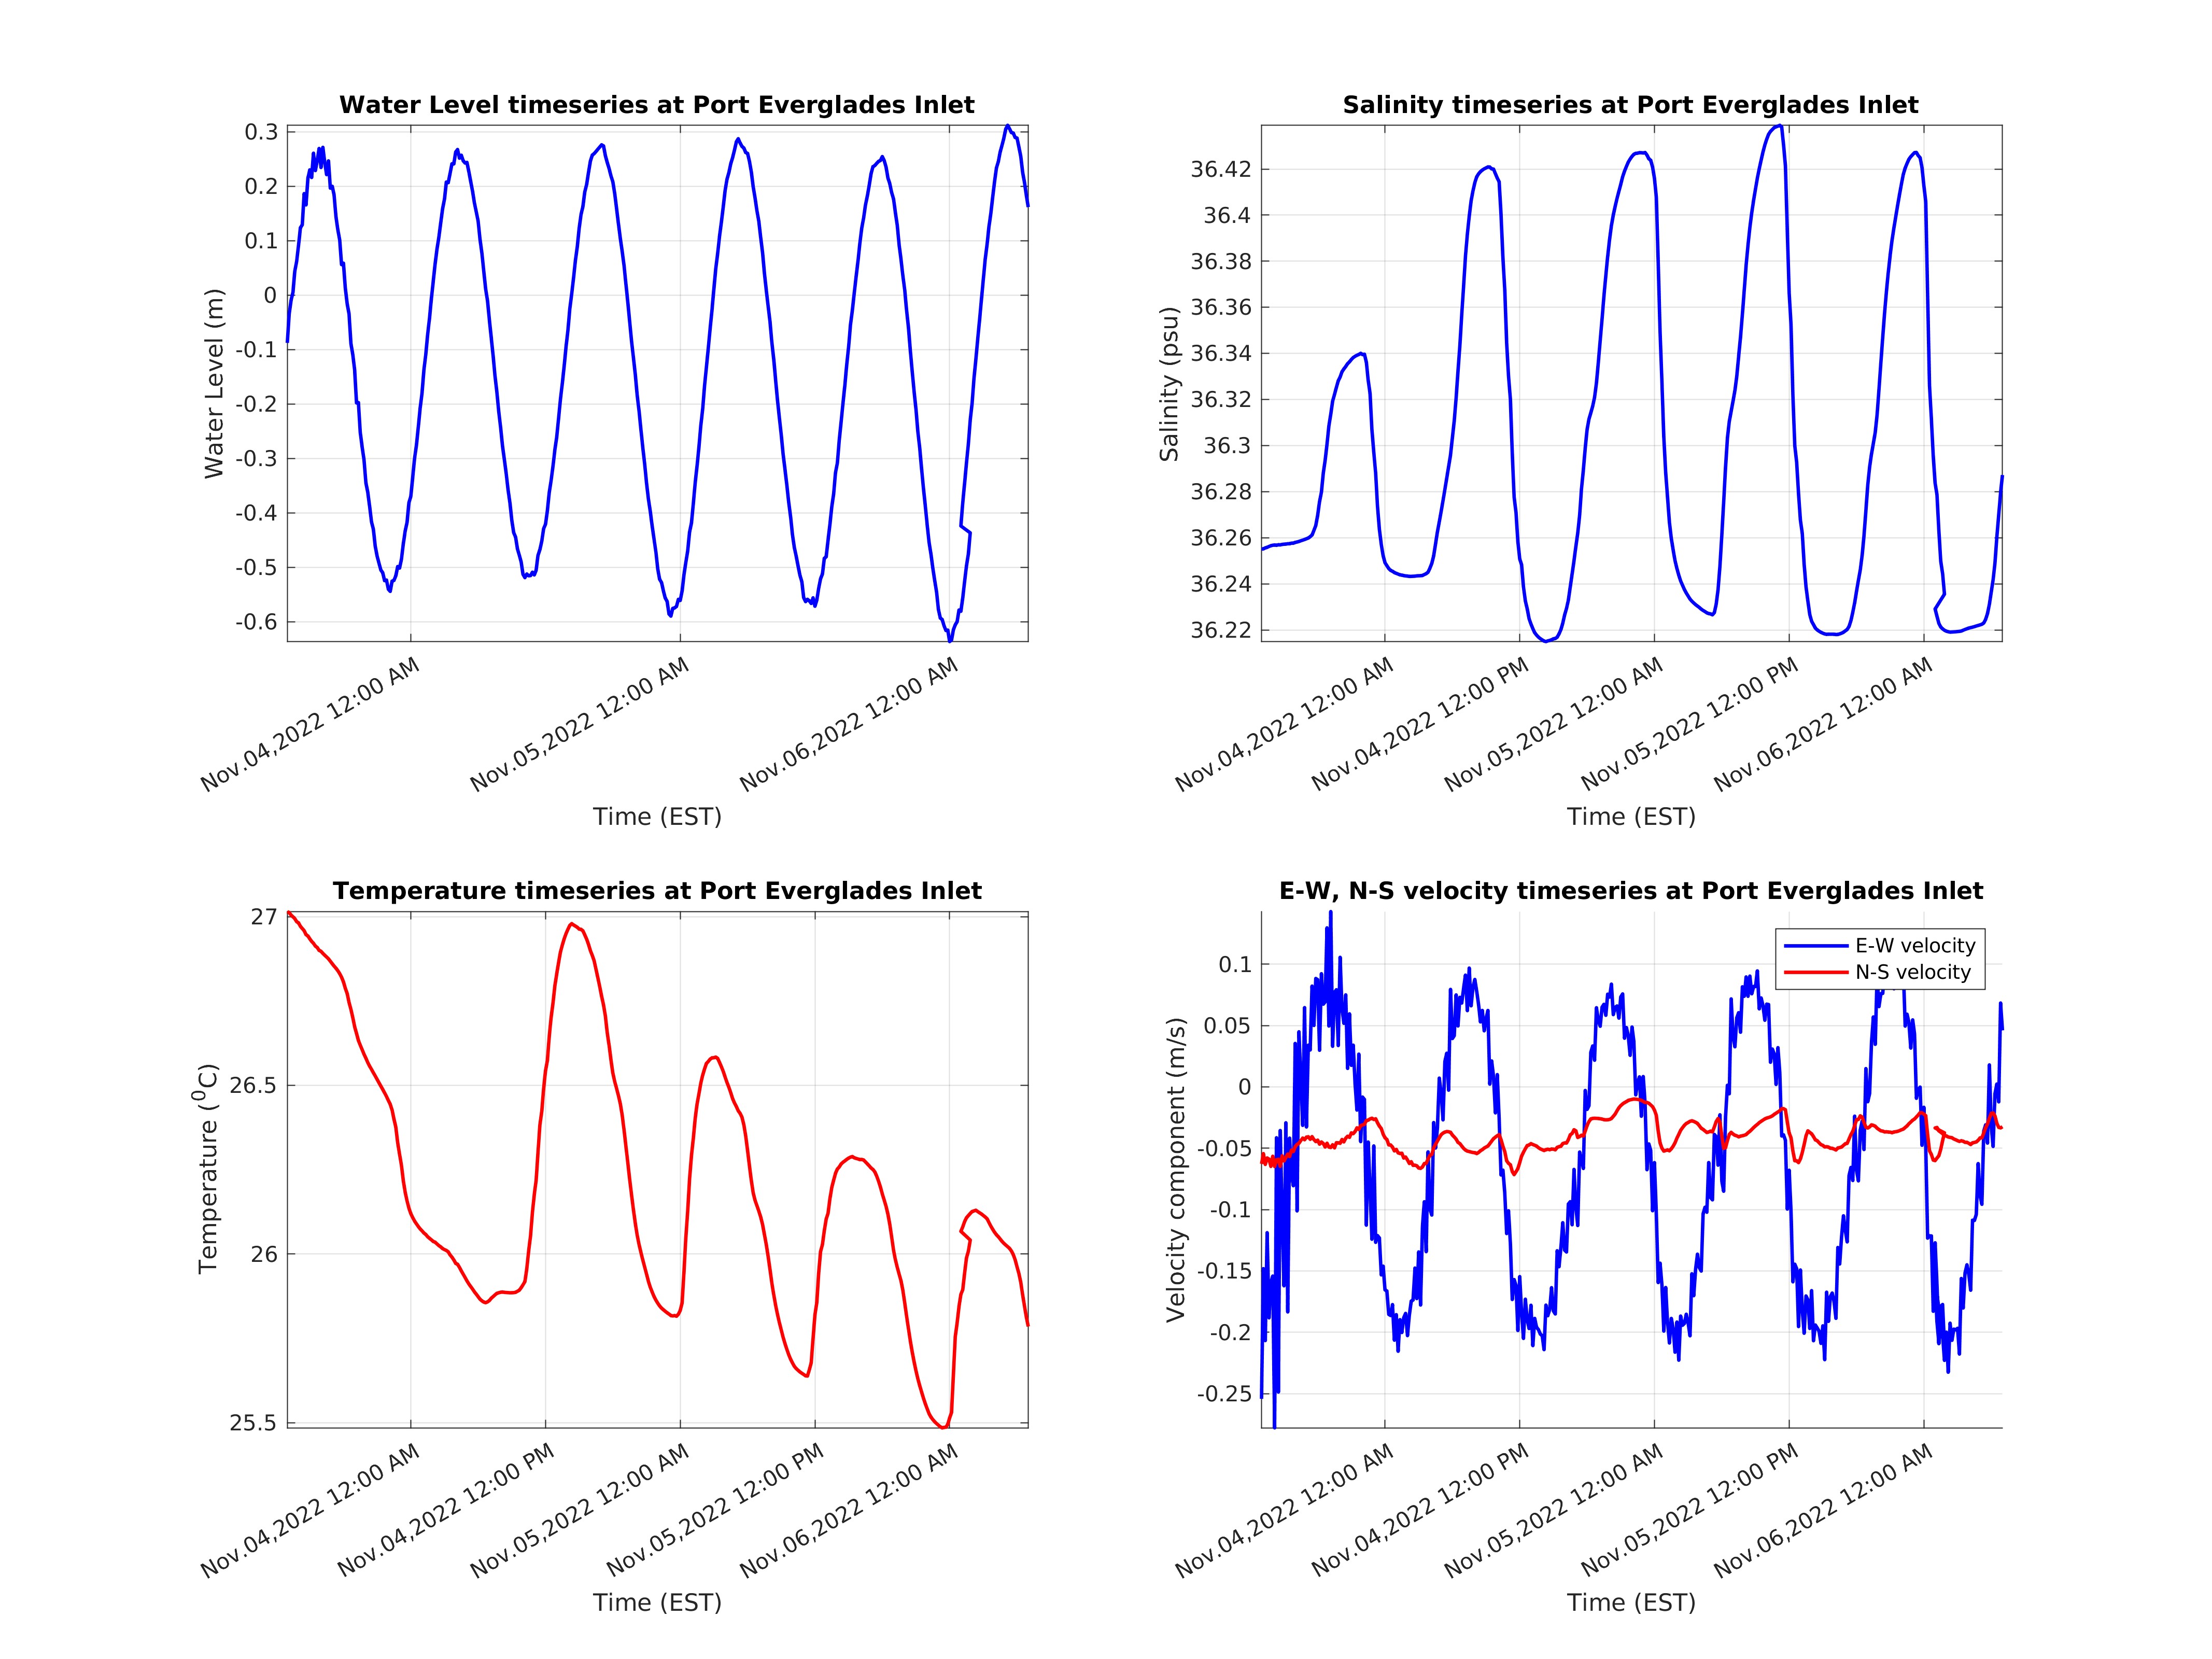 Water Level timeseries at Port Everglades Inlet
0.3
0.2
0.1
0
-0.1
-0.2
-0.3
-0.4
-0.5
-0.6
Water Level (m)
Nov.04,2022 12:00 AM
Nov.05,2022 12:00 AM
Nov.06,2022 12:00 AM
Time (EST)
Salinity timeseries at Port Everglades Inlet
36.42
36.4
36.38
36.36
36.34
36.32
36.3
36.28
36.26
36.24
36.22
Salinity (psu)
Nov.04,2022 12:00 AM
Nov.04,2022 12:00 PM
Nov.05,2022 12:00 AM
Nov.05,2022 12:00 PM
Nov.06,2022 12:00 AM
Time (EST)
Temperature timeseries at Port Everglades Inlet
27
26.5
26
25.5
Temperature (⁰C)
Nov.04,2022 12:00 AM
Nov.04,2022 12:00 PM
Nov.05,2022 12:00 AM
Nov.05,2022 12:00 PM
Nov.06,2022 12:00 AM
Time (EST)
E-W, N-S velocity timeseries at Port Everglades Inlet
E-W velocity
N-S velocity
0.1
0.05
0
-0.05
-0.1
-0.15
-0.2
-0.25
Velocity component (m/s)
Nov.04,2022 12:00 AM
Nov.04,2022 12:00 PM
Nov.05,2022 12:00 AM
Nov.05,2022 12:00 PM
Nov.06,2022 12:00 AM
Time (EST)